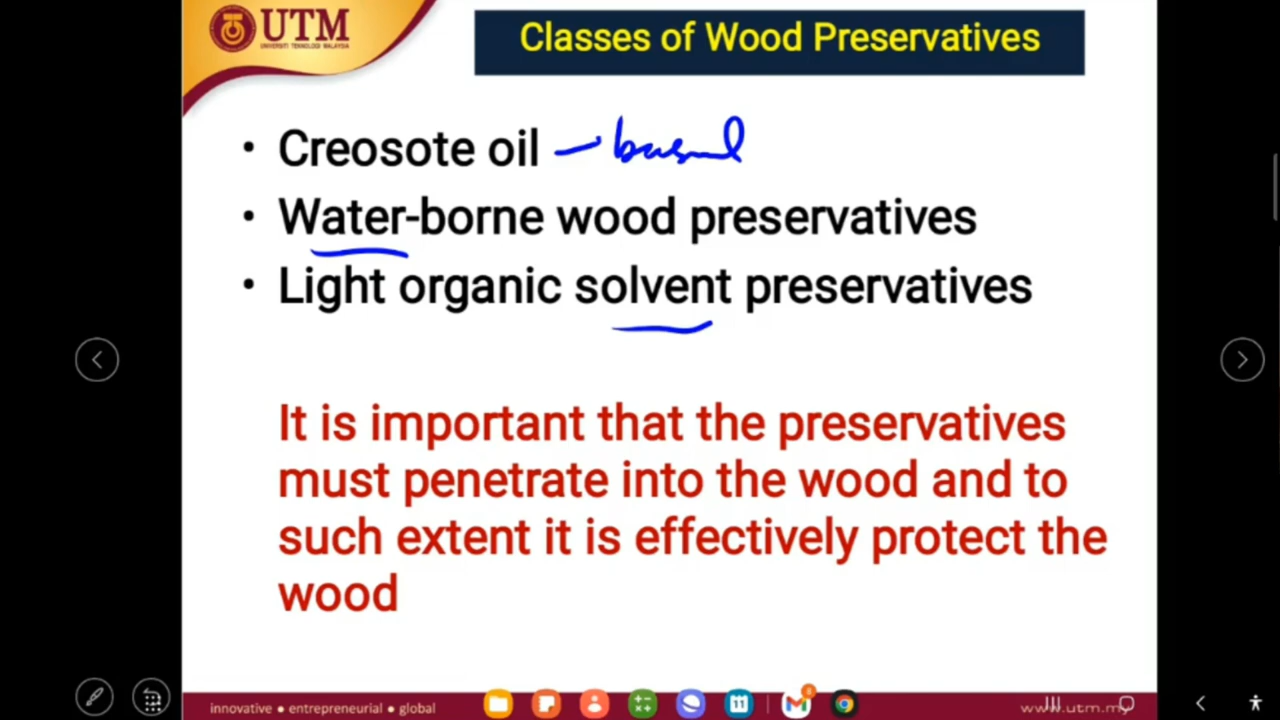 UTM
UNIVERSITI TEKNOLOGI MALAYSIA
Classes of Wood Preservatives
• Creosote oil – based
• Water-borne wood preservatives
• Light organic solvent preservatives
It is important that the preservatives
must penetrate into the wood and to
such extent it is effectively protect the
wood
innovative ● entrepreneurial ● global
www.utm.my
11